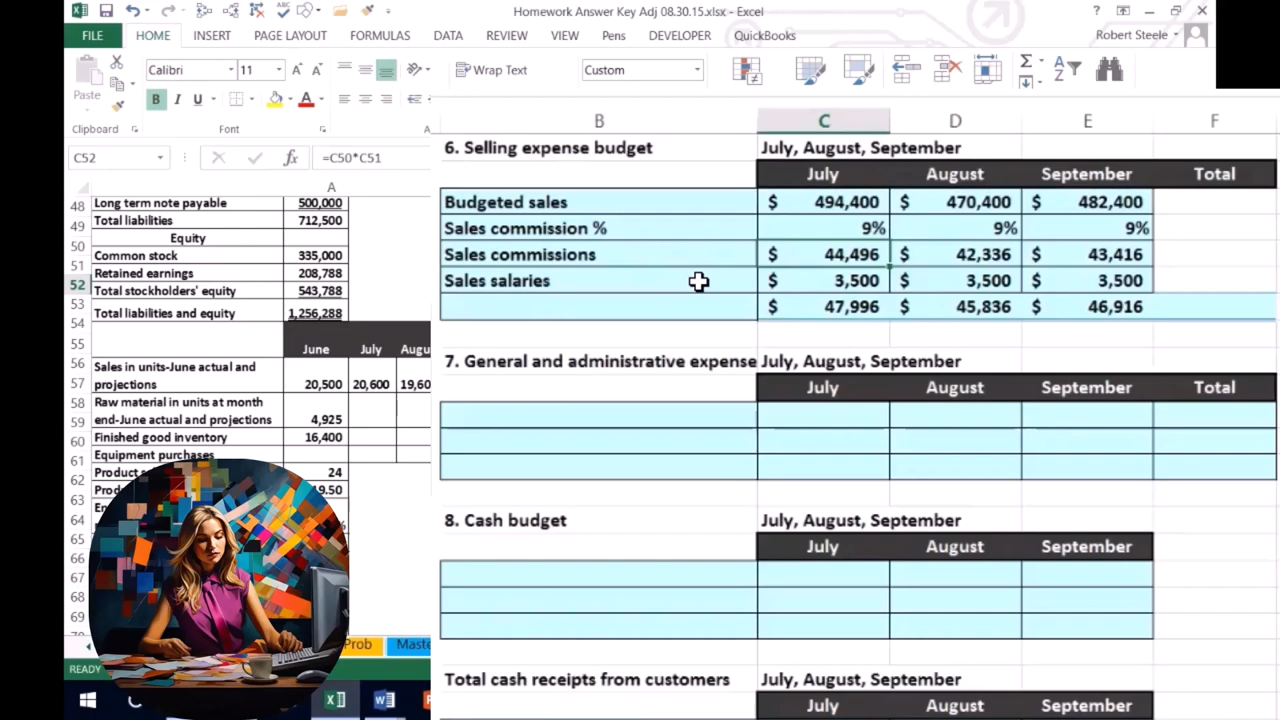 Homework Answer Key Adj 08.30.15.xlsx - Excel
FILE HOME INSERT PAGE LAYOUT FORMULAS DATA REVIEW VIEW Pens DEVELOPER QuickBooks Robert Steele
Paste Calibri 11 Wrap Text Custom
B I U
Clipboard Font
C52 fx =C50*C51
A
48 Long term note payable 500,000
49 Total liabilities 712,500
50 Equity
51 Common stock 335,000
52 Retained earnings 208,788
53 Total stockholders' equity 543,788
54 Total liabilities and equity 1,256,288
55 June July Augu
56 Sales in units-June actual and
57 projections 20,500 20,600 19,60
58 Raw material in units at month
59 end-June actual and projections 4,925
60 Finished good inventory 16,400
61 Equipment purchases
62 Product 24
63 Prod 19.50
64
65
66
67
68
69
Prob Maste
READY
B C D E F
6. Selling expense budget July, August, September
July August September Total
Budgeted sales $ 494,400 $ 470,400 $ 482,400
Sales commission % 9% 9% 9%
Sales commissions $ 44,496 $ 42,336 $ 43,416
Sales salaries $ 3,500 $ 3,500 $ 3,500
$ 47,996 $ 45,836 $ 46,916
7. General and administrative expense July, August, September
July August September Total
8. Cash budget July, August, September
July August September
Total cash receipts from customers July, August, September
July August September